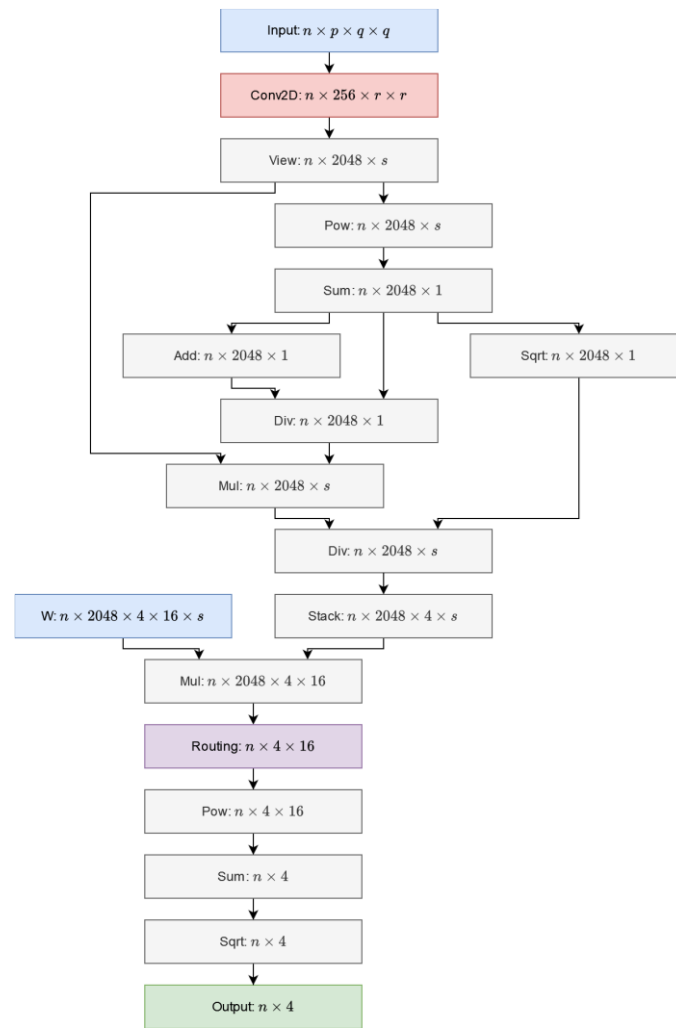 Input: n × p × q × q
Conv2D: n × 256 × r × r
View: n × 2048 × s
Pow: n × 2048 × s
Sum: n × 2048 × 1
Add: n × 2048 × 1
Sqrt: n × 2048 × 1
Div: n × 2048 × 1
Mul: n × 2048 × s
Div: n × 2048 × s
W: n × 2048 × 4 × 16 × s
Stack: n × 2048 × 4 × s
Mul: n × 2048 × 4 × 16
Routing: n × 4 × 16
Pow: n × 4 × 16
Sum: n × 4
Sqrt: n × 4
Output: n × 4